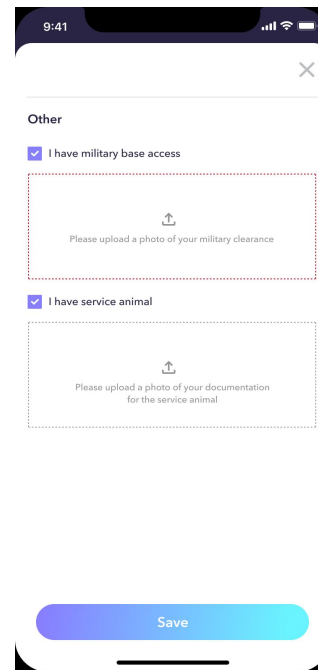 9:41
Other
I have military base access
Please upload a photo of your military clearance
I have service animal
Please upload a photo of your documentation
for the service animal
Save